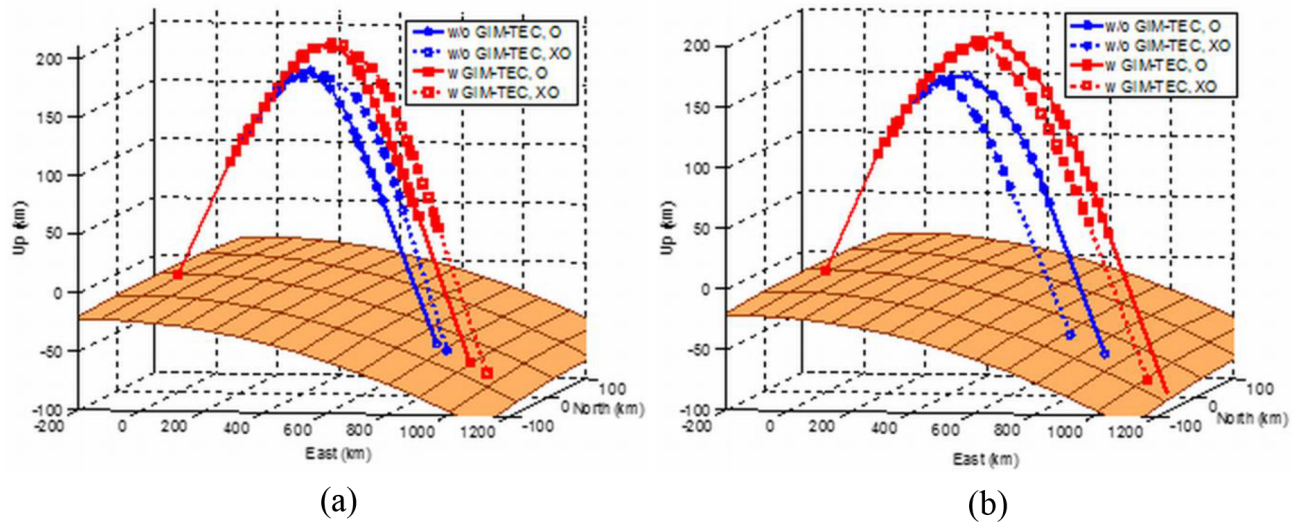 w/o GIM-TEC, O
w/o GIM-TEC, XO
w GIM-TEC, O
w GIM-TEC, XO
200
150
100
50
0
-50
-100
Up (km)
-200
0
200
400
600
800
1000
1200
East (km)
-100
0
100
North (km)
(a)
w/o GIM-TEC, O
w/o GIM-TEC, XO
w GIM-TEC, O
w GIM-TEC, XO
200
150
100
50
0
-50
-100
Up (km)
-200
0
200
400
600
800
1000
1200
East (km)
-100
0
100
North (km)
(b)